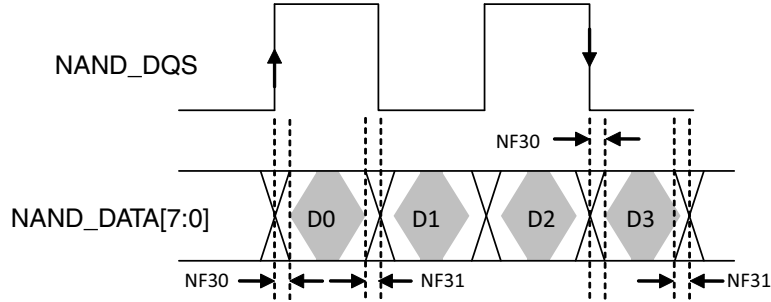 NAND_DQS
NF30
NAND_DATA[7:0] D0 D1 D2 D3
NF30 NF31 NF31